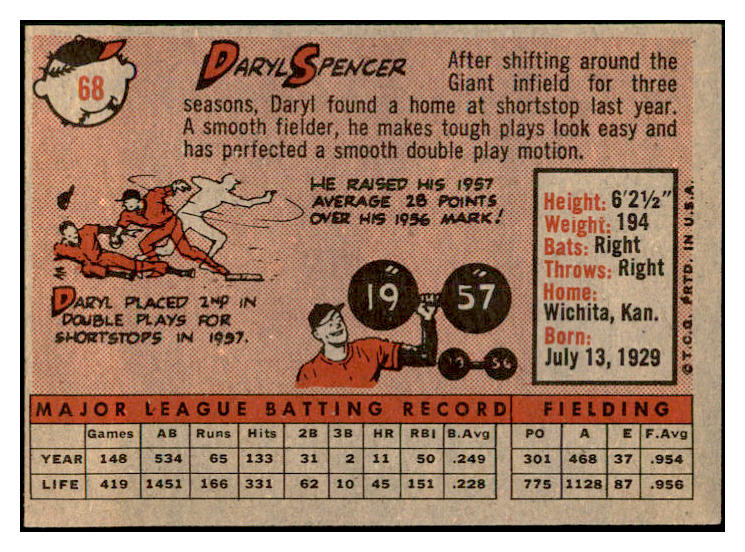 68
DARYL SPENCER
After shifting around the
Giant infield for three
seasons, Daryl found a home at shortstop last year.
A smooth fielder, he makes tough plays look easy and
has perfected a smooth double play motion.
HE RAISED HIS 1957
AVERAGE 28 POINTS
OVER HIS 1956 MARK!
DARYL PLACED 2ND IN
DOUBLE PLAYS FOR
SHORTSTOPS IN 1957.
19 57
19 56
Height: 6'2½"
Weight: 194
Bats: Right
Throws: Right
Home:
Wichita, Kan.
Born:
July 13, 1929
© T.C.G. PRTD. IN U.S.A.
MAJOR LEAGUE BATTING RECORD FIELDING
Games AB Runs Hits 2B 3B HR RBI B.Avg PO A E F.Avg
YEAR 148 534 65 133 31 2 11 50 .249 301 468 37 .954
LIFE 419 1451 166 331 62 10 45 151 .228 775 1128 87 .956